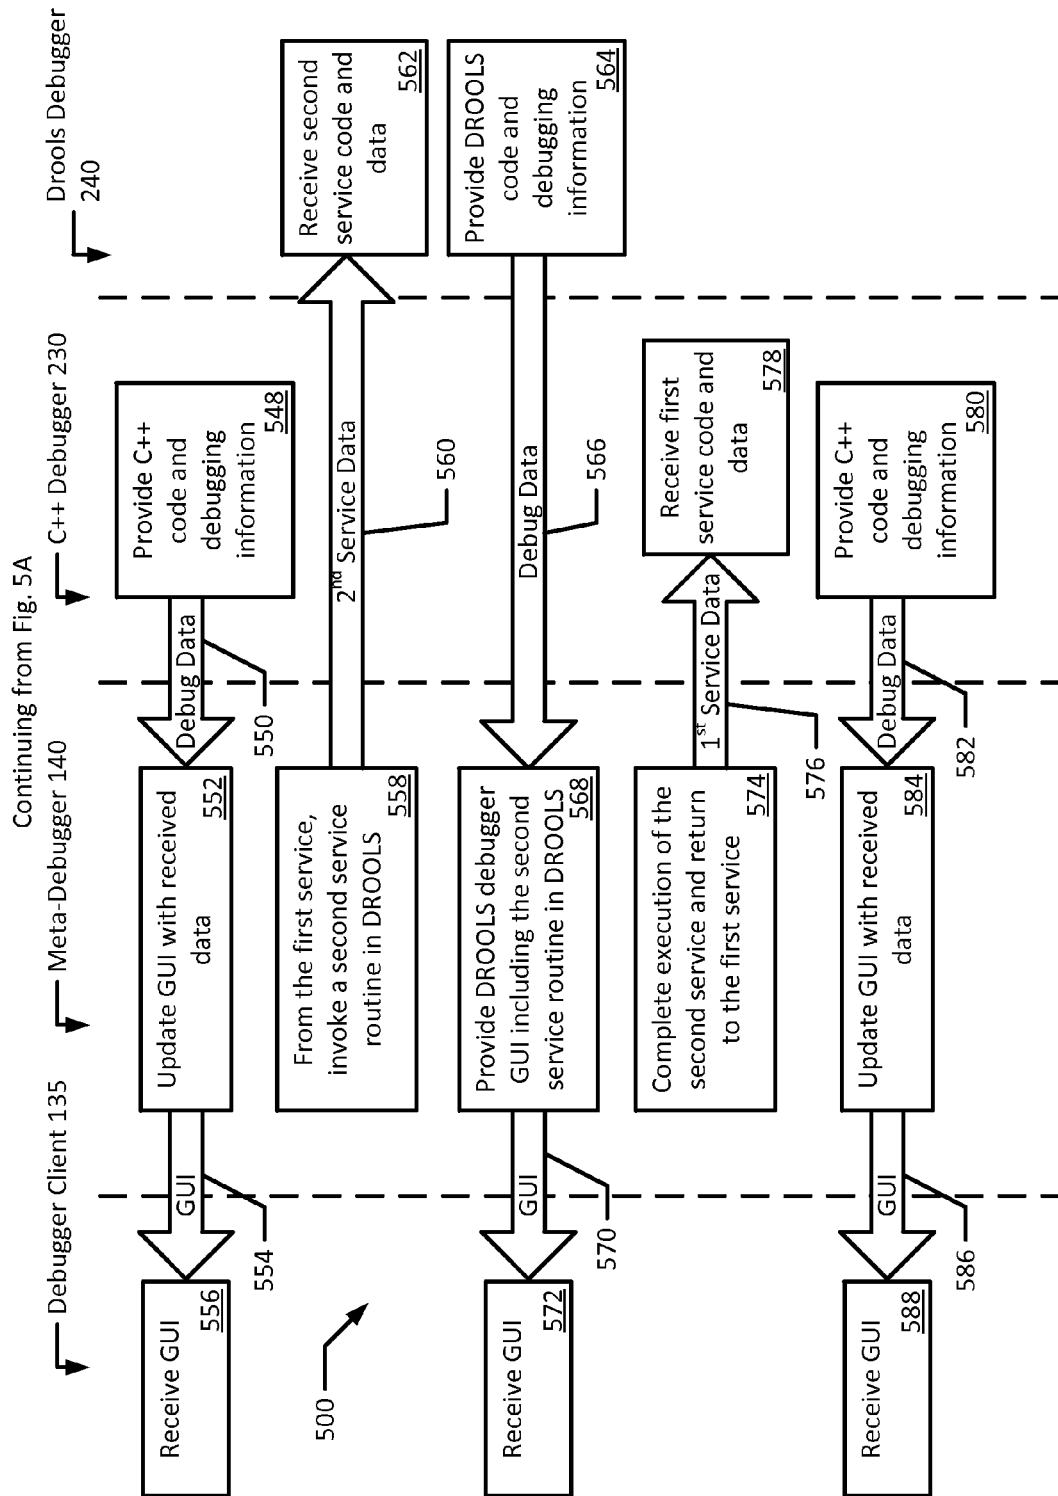 Continuing from Fig. 5A
Debugger Client 135
Meta-Debugger 140
C++ Debugger 230
Drools Debugger
240
Provide C++
code and
debugging
information
548
Debug Data
550
Update GUI with received
data
552
GUI
554
Receive GUI
556
From the first service,
invoke a second service
routine in DROOLS
558
2nd Service Data
560
Receive second
service code and
data
562
Provide DROOLS
code and
debugging
information
564
Debug Data
566
Provide DROOLS debugger
GUI including the second
service routine in DROOLS
568
GUI
570
Receive GUI
572
500
Complete execution of the
second service and return
to the first service
574
1st Service Data
576
Receive first
service code and
data
578
Provide C++
code and
debugging
information
580
Debug Data
582
Update GUI with received
data
584
GUI
586
Receive GUI
588